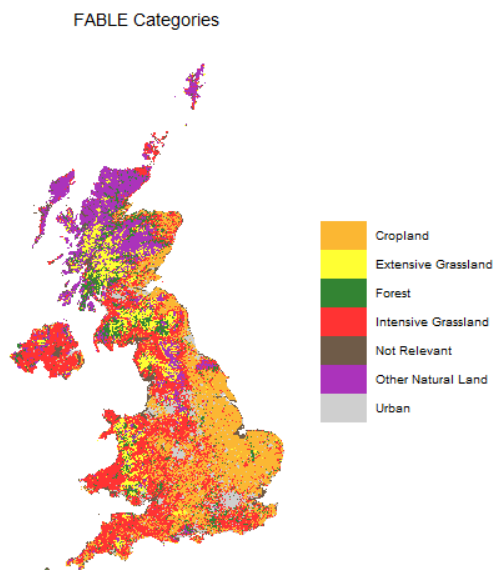 FABLE Categories
Cropland
Extensive Grassland
Forest
Intensive Grassland
Not Relevant
Other Natural Land
Urban